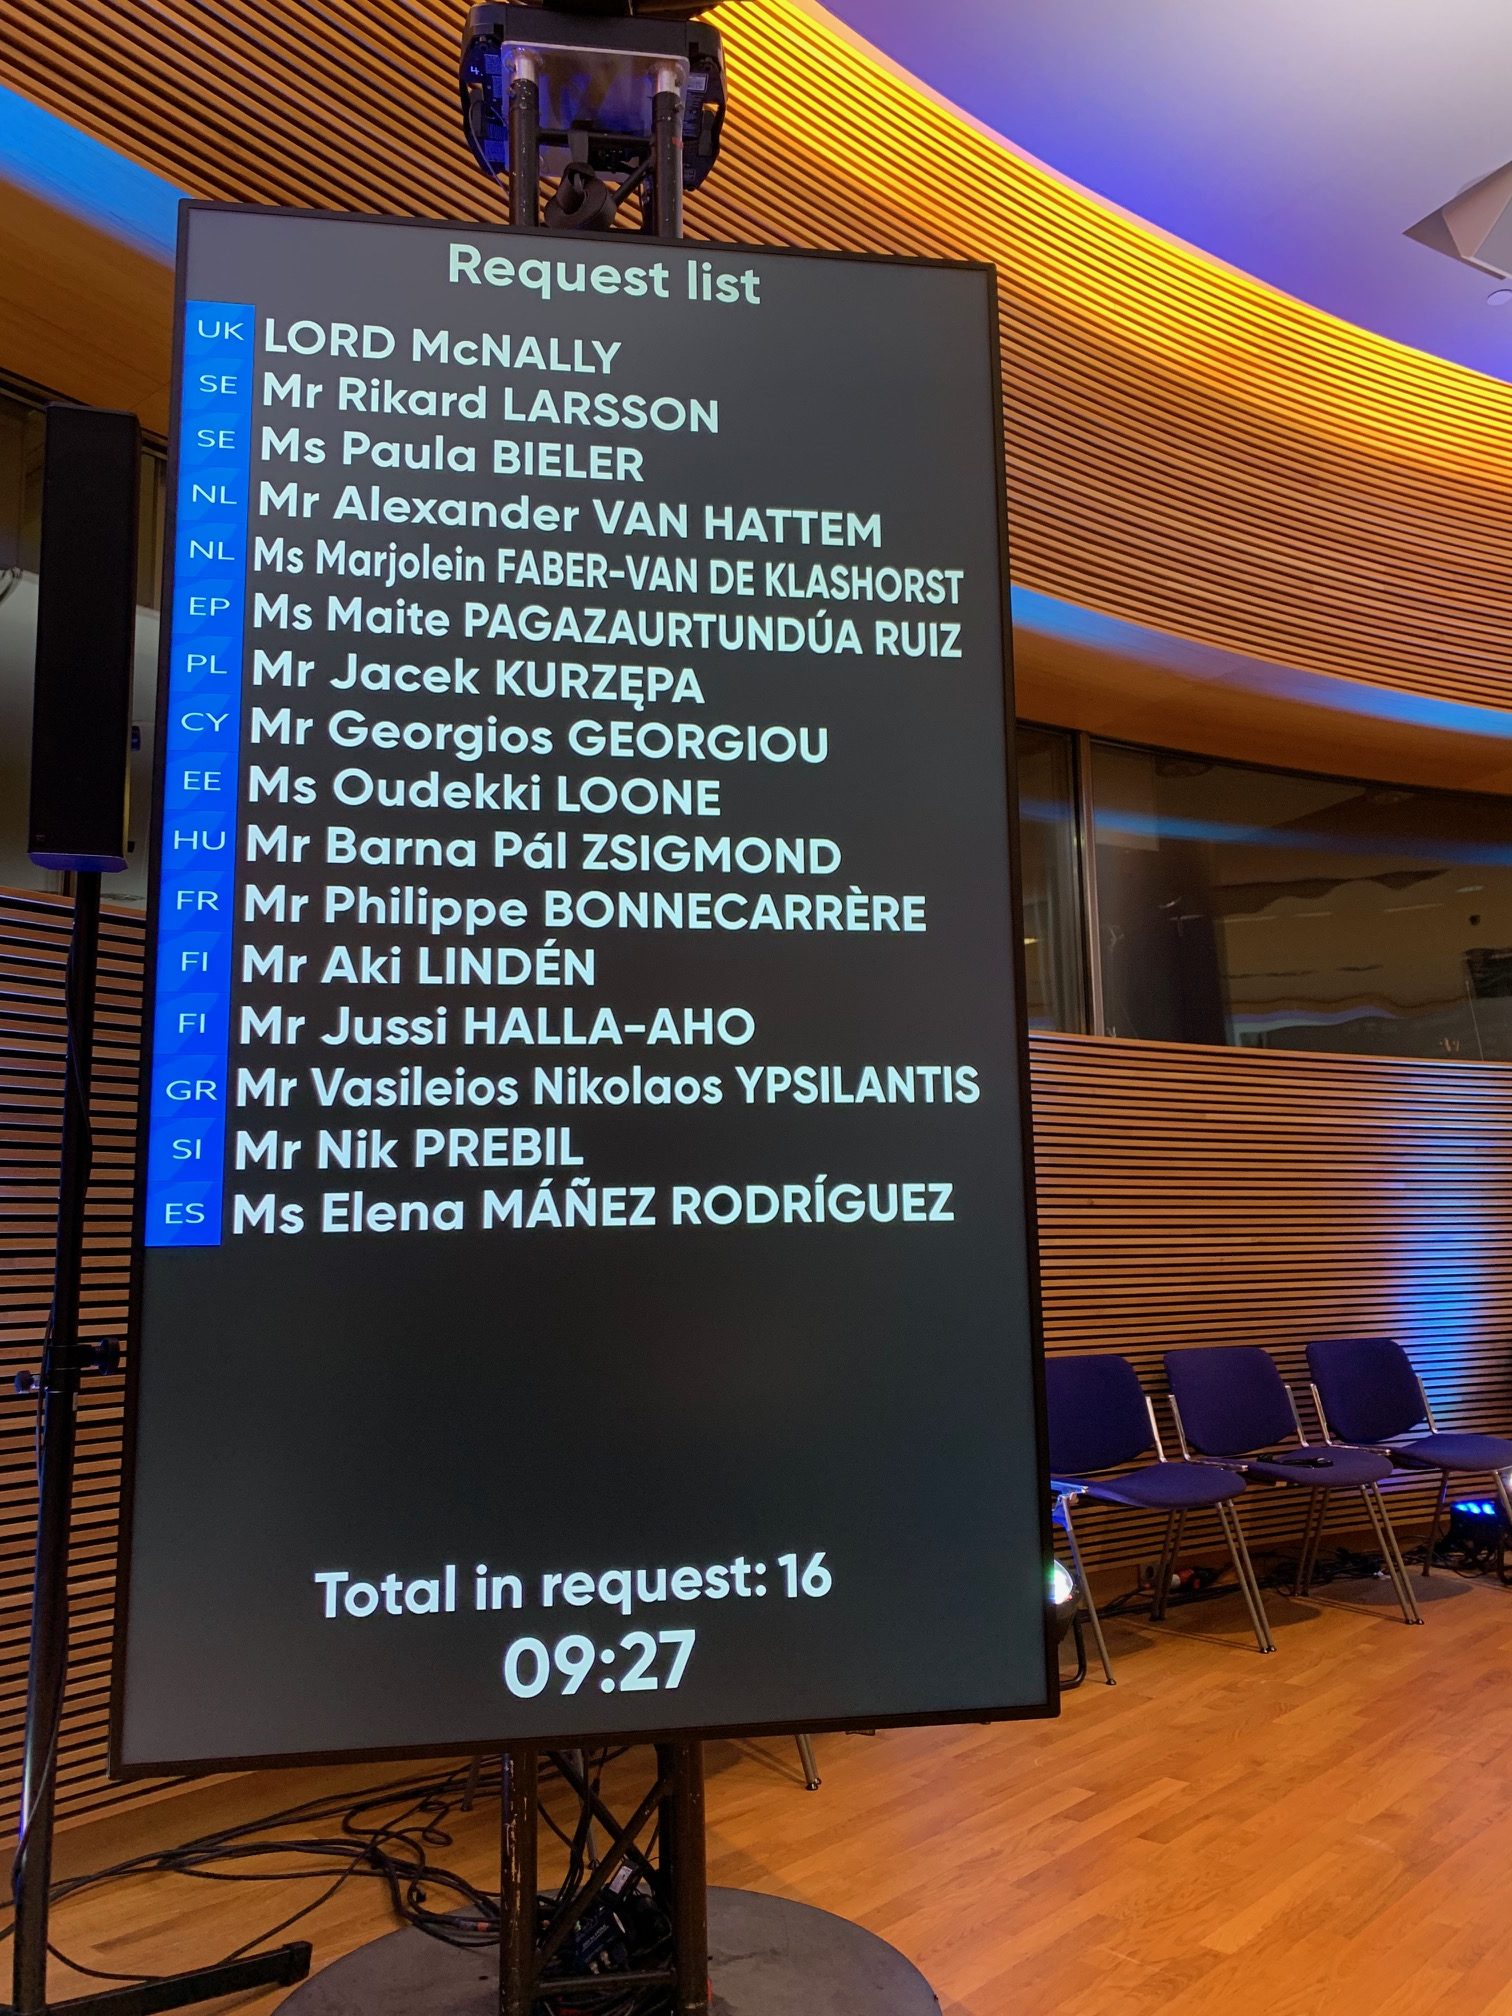 Request list
UK LORD McNALLY
SE Mr Rikard LARSSON
SE Ms Paula BIELER
NL Mr Alexander VAN HATTEM
NL Ms Marjolein FABER-VAN DE KLASHORST
EP Ms Maite PAGAZAURTUNDÚA RUIZ
PL Mr Jacek KURZĘPA
CY Mr Georgios GEORGIOU
EE Ms Oudekki LOONE
HU Mr Barna Pál ZSIGMOND
FR Mr Philippe BONNECARRÈRE
FI Mr Aki LINDÉN
FI Mr Jussi HALLA-AHO
GR Mr Vasileios Nikolaos YPSILANTIS
SI Mr Nik PREBIL
ES Ms Elena MÁÑEZ RODRÍGUEZ
Total in request: 16
09:27